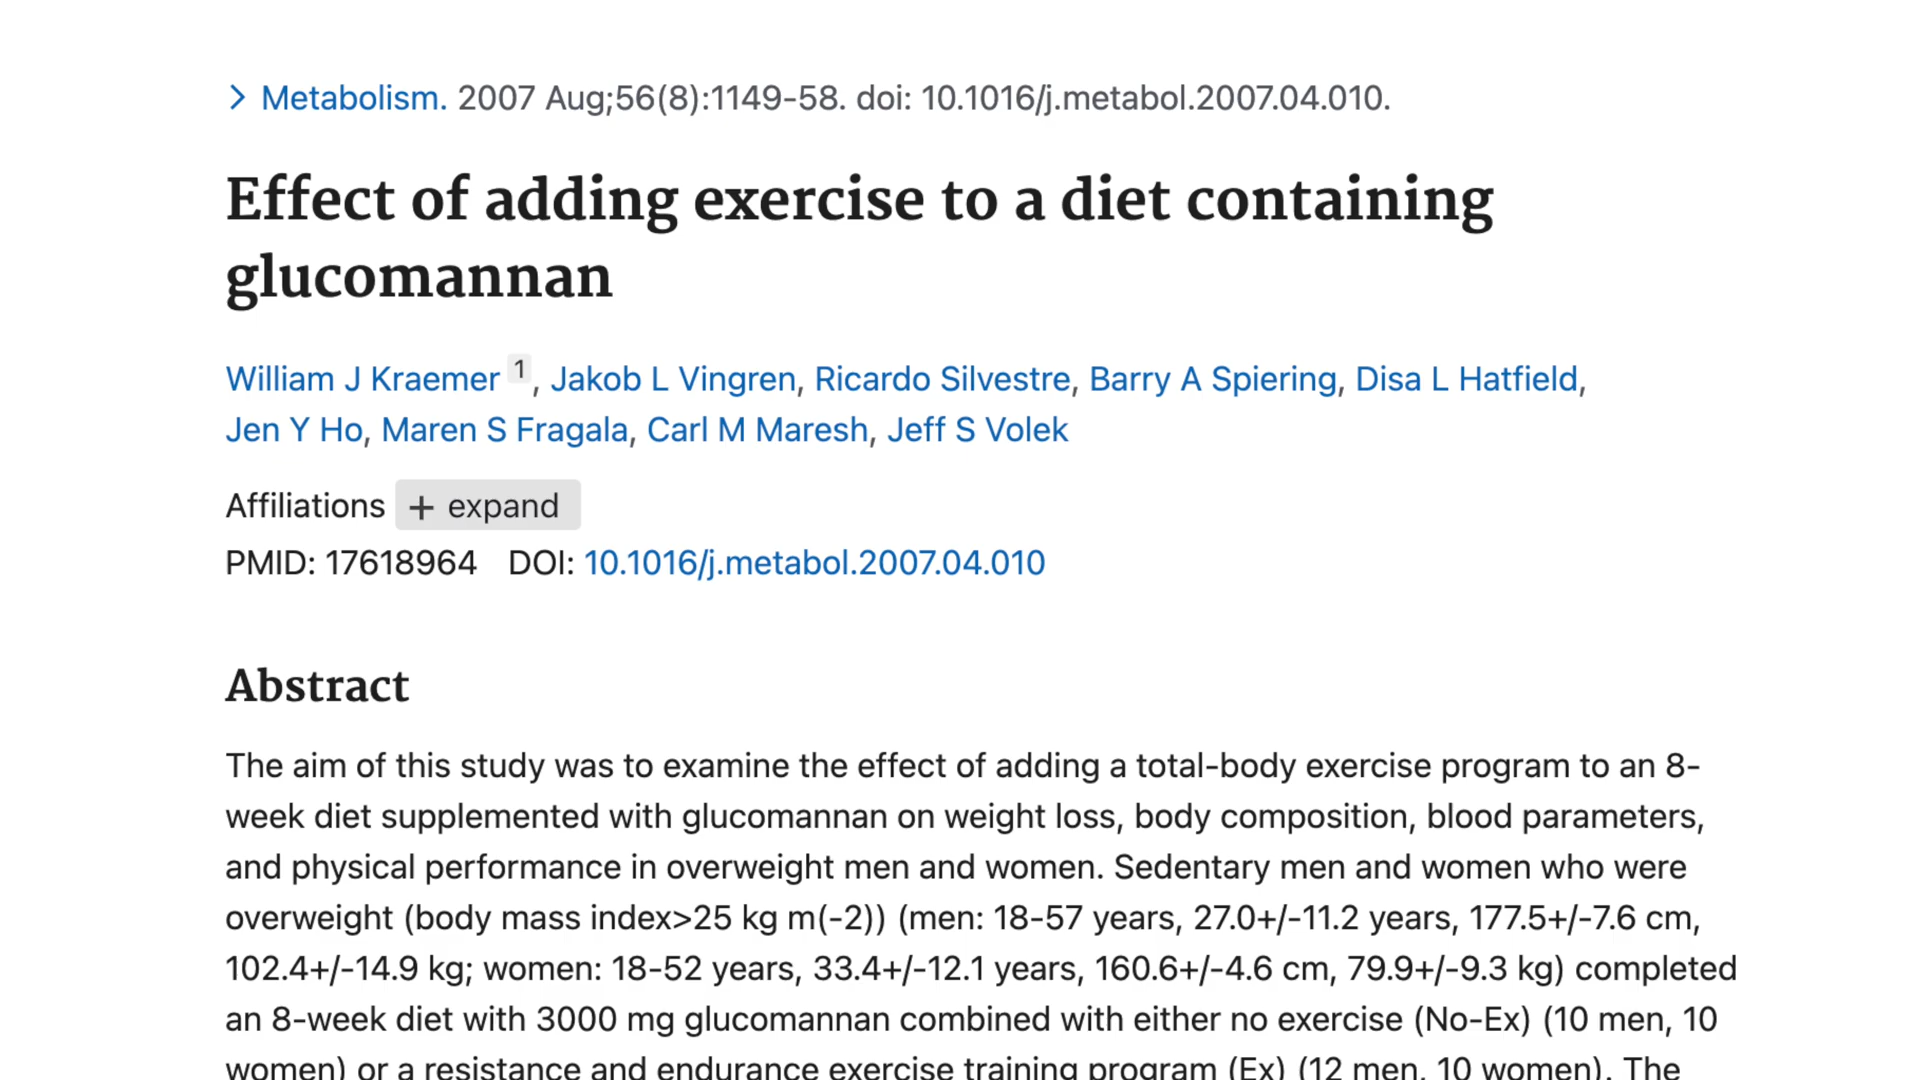 > Metabolism. 2007 Aug;56(8):1149-58. doi: 10.1016/j.metabol.2007.04.010.
Effect of adding exercise to a diet containing
glucomannan
William J Kraemer 1, Jakob L Vingren, Ricardo Silvestre, Barry A Spiering, Disa L Hatfield,
Jen Y Ho, Maren S Fragala, Carl M Maresh, Jeff S Volek
Affiliations + expand
PMID: 17618964 DOI: 10.1016/j.metabol.2007.04.010
Abstract
The aim of this study was to examine the effect of adding a total-body exercise program to an 8-
week diet supplemented with glucomannan on weight loss, body composition, blood parameters,
and physical performance in overweight men and women. Sedentary men and women who were
overweight (body mass index>25 kg m(-2)) (men: 18-57 years, 27.0+/-11.2 years, 177.5+/-7.6 cm,
102.4+/-14.9 kg; women: 18-52 years, 33.4+/-12.1 years, 160.6+/-4.6 cm, 79.9+/-9.3 kg) completed
an 8-week diet with 3000 mg glucomannan combined with either no exercise (No-Ex) (10 men, 10
women) or a resistance and endurance exercise training program (Ex) (12 men, 10 women). The